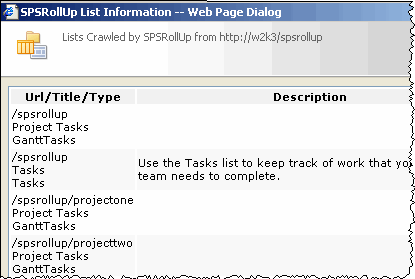 SPSRollUp List Information -- Web Page Dialog
Lists Crawled by SPSRollUp from http://w2k3/spsrollup
Url/Title/Type Description
/spsrollup
Project Tasks
GanttTasks
/spsrollup
Tasks
Tasks
Use the Tasks list to keep track of work that
team needs to complete.
/spsrollup/projectone
Project Tasks
GanttTasks
/spsrollup/projecttwo
Project Tasks
GanttTasks